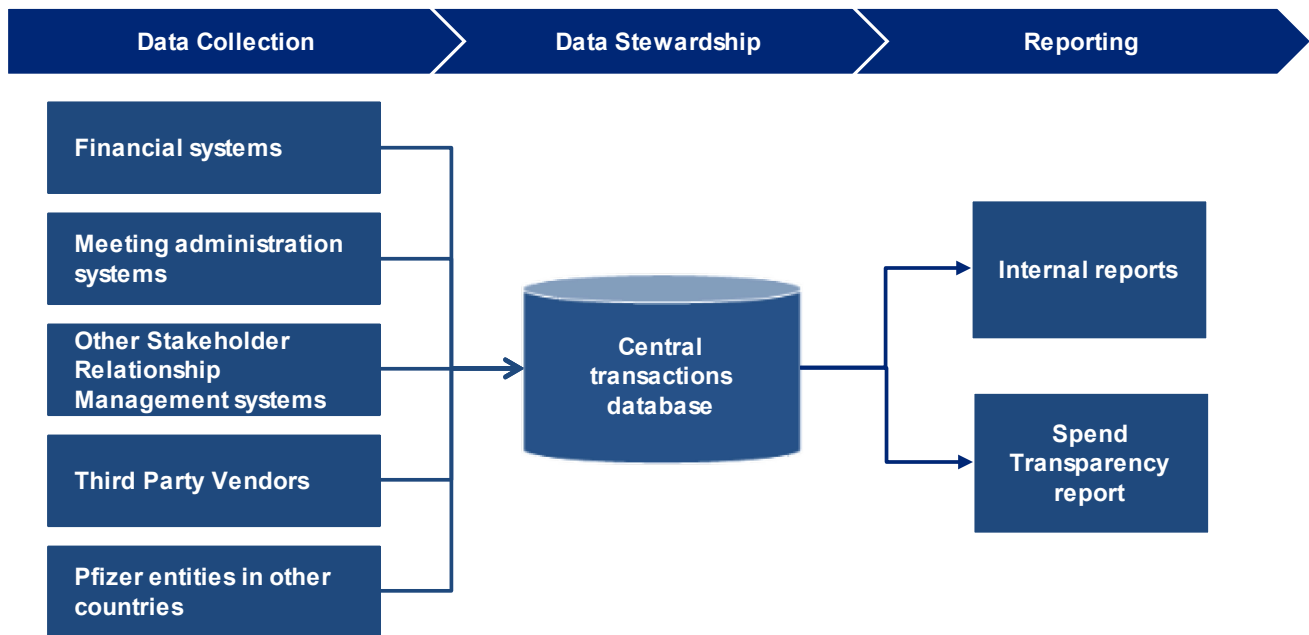 Data Collection
Data Stewardship
Reporting
Financial systems
Meeting administration
systems
Other Stakeholder
Relationship
Management systems
Third Party Vendors
Pfizer entities in other
countries
Central
transactions
database
Internal reports
Spend
Transparency
report